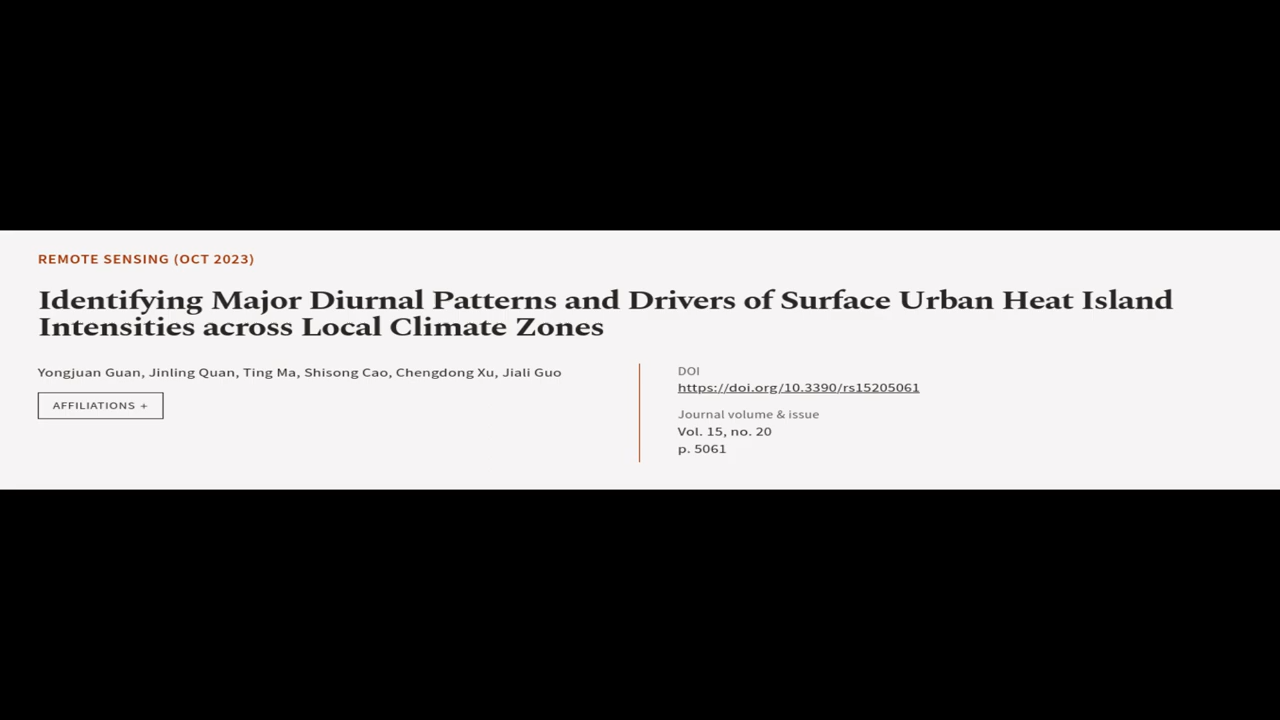 REMOTE SENSING (OCT 2023)
Identifying Major Diurnal Patterns and Drivers of Surface Urban Heat Island
Intensities across Local Climate Zones
Yongjuan Guan, Jinling Quan, Ting Ma, Shisong Cao, Chengdong Xu, Jiali Guo
AFFILIATIONS +
DOI
https://doi.org/10.3390/rs15205061
Journal volume & issue
Vol. 15, no. 20
p. 5061